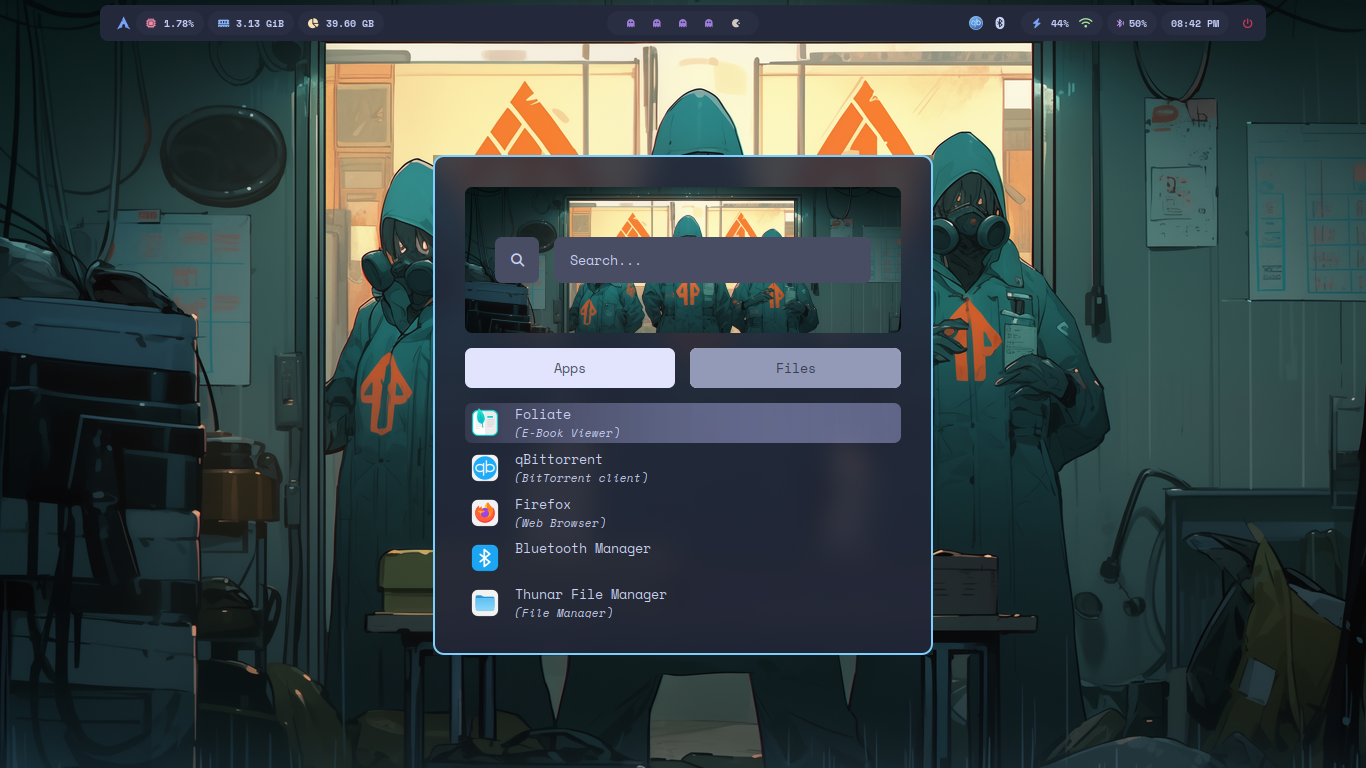 1.78% 3.13 GiB 39.60 GB 44% 50% 08:42 PM
Search...
Apps Files
Foliate
(E-Book Viewer)
qBittorrent
(BitTorrent client)
Firefox
(Web Browser)
Bluetooth Manager
Thunar File Manager
(File Manager)